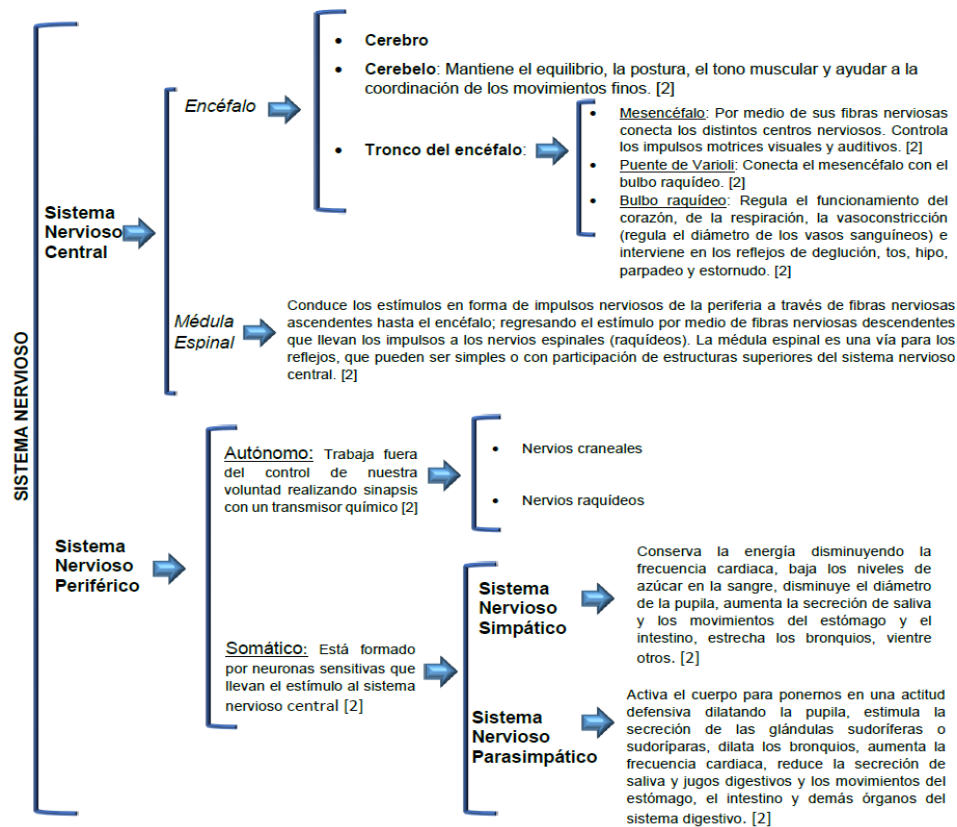 SISTEMA NERVIOSO
Sistema
Nervioso
Central
Encéfalo
• Cerebro
• Cerebelo: Mantiene el equilibrio, la postura, el tono muscular y ayudar a la
coordinación de los movimientos finos. [2]
• Tronco del encéfalo:
• Mesencéfalo: Por medio de sus fibras nerviosas
conecta los distintos centros nerviosos. Controla
los impulsos motrices visuales y auditivos. [2]
• Puente de Varioli: Conecta el mesencéfalo con el
bulbo raquídeo. [2]
• Bulbo raquídeo: Regula el funcionamiento del
corazón, de la respiración, la vasoconstricción
(regula el diámetro de los vasos sanguíneos) e
interviene en los reflejos de deglución, tos, hipo,
parpadeo y estornudo. [2]
Médula
Espinal
Conduce los estímulos en forma de impulsos nerviosos de la periferia a través de fibras nerviosas
ascendentes hasta el encéfalo; regresando el estímulo por medio de fibras nerviosas descendentes
que llevan los impulsos a los nervios espinales (raquídeos). La médula espinal es una vía para los
reflejos, que pueden ser simples o con participación de estructuras superiores del sistema nervioso
central. [2]
Sistema
Nervioso
Periférico
Autónomo: Trabaja fuera
del control de nuestra
voluntad realizando sinapsis
con un transmisor químico [2]
• Nervios craneales
• Nervios raquídeos
Somático: Está formado
por neuronas sensitivas que
llevan el estímulo al sistema
nervioso central [2]
Sistema
Nervioso
Simpático
Conserva la energía disminuyendo la
frecuencia cardiaca, baja los niveles de
azúcar en la sangre, disminuye el diámetro
de la pupila, aumenta la secreción de saliva
y los movimientos del estómago y el
intestino, estrecha los bronquios, vientre
otros. [2]
Sistema
Nervioso
Parasimpático
Activa el cuerpo para ponernos en una actitud
defensiva dilatando la pupila, estimula la
secreción de las glándulas sudoríferas o
sudoríparas, dilata los bronquios, aumenta la
frecuencia cardiaca, reduce la secreción de
saliva y jugos digestivos y los movimientos del
estómago, el intestino y demás órganos del
sistema digestivo. [2]